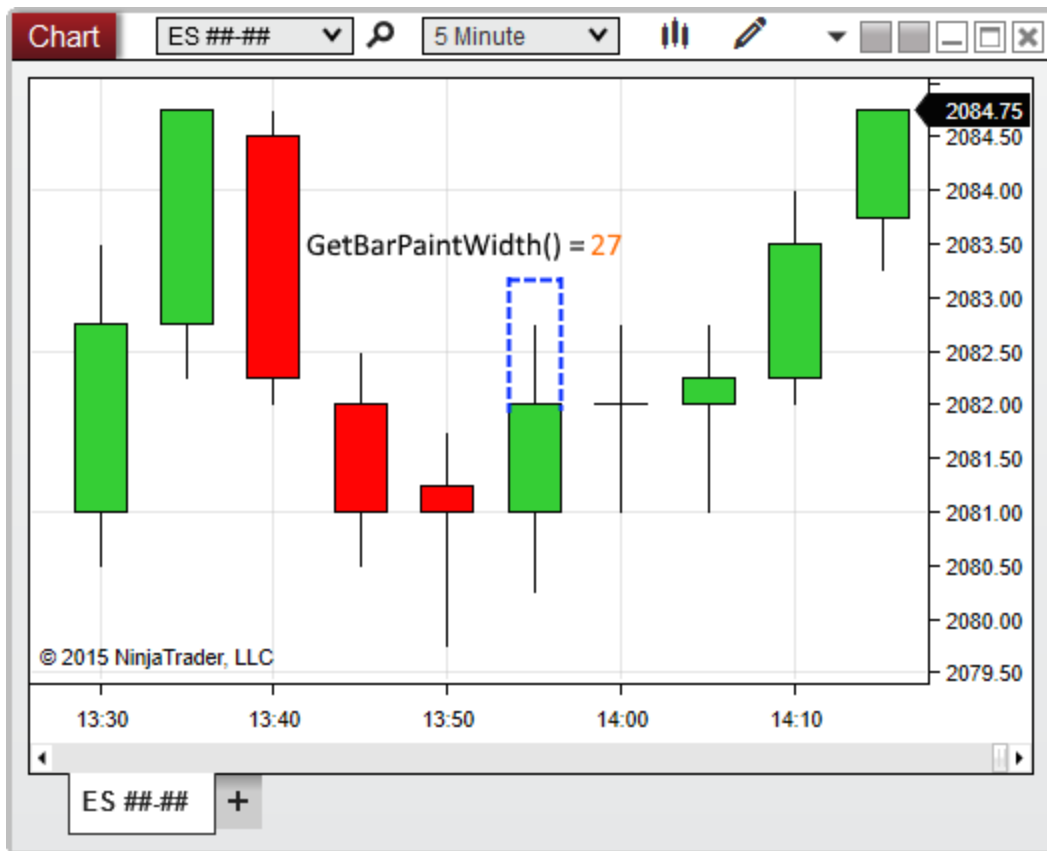 Chart ES ##-## 5 Minute
2084.75
2084.50
2084.00
GetBarPaintWidth() = 27
2083.50
2083.00
2082.50
2082.00
2081.50
2081.00
2080.50
2080.00
© 2015 NinjaTrader, LLC
2079.50
13:30 13:40 13:50 14:00 14:10
ES ##-## +